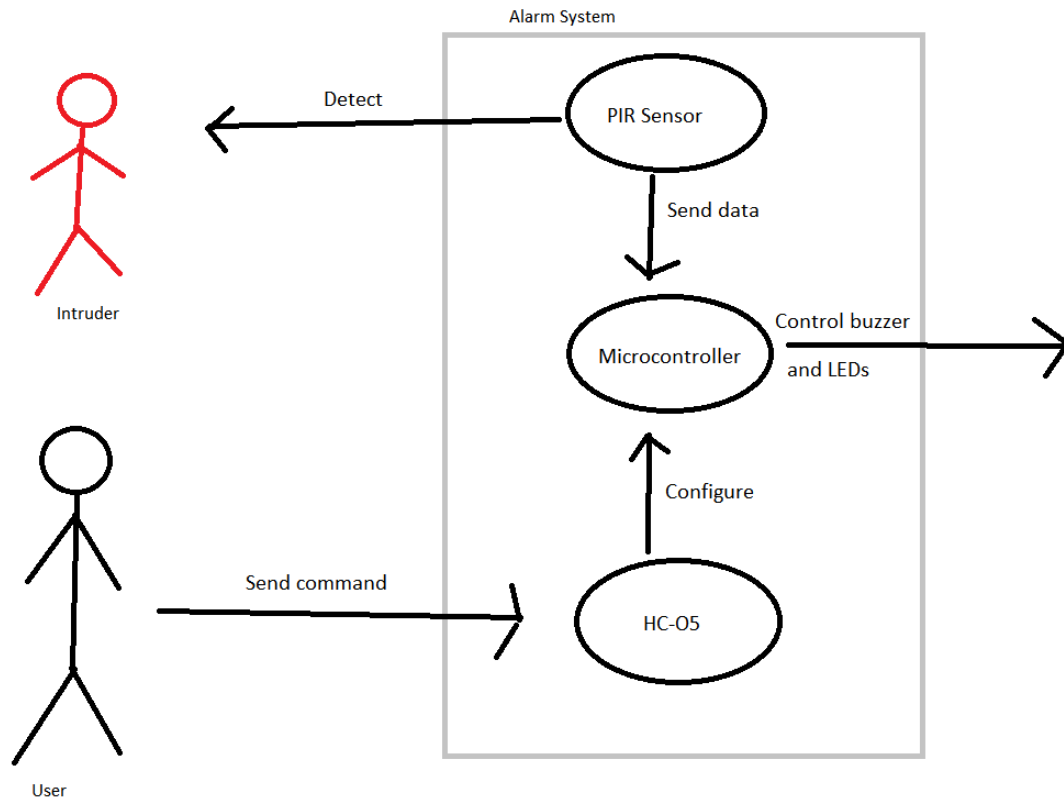 Alarm System
Detect
PIR Sensor
Send data
Intruder
Control buzzer
and LEDs
Microcontroller
Configure
Send command
HC-O5
User